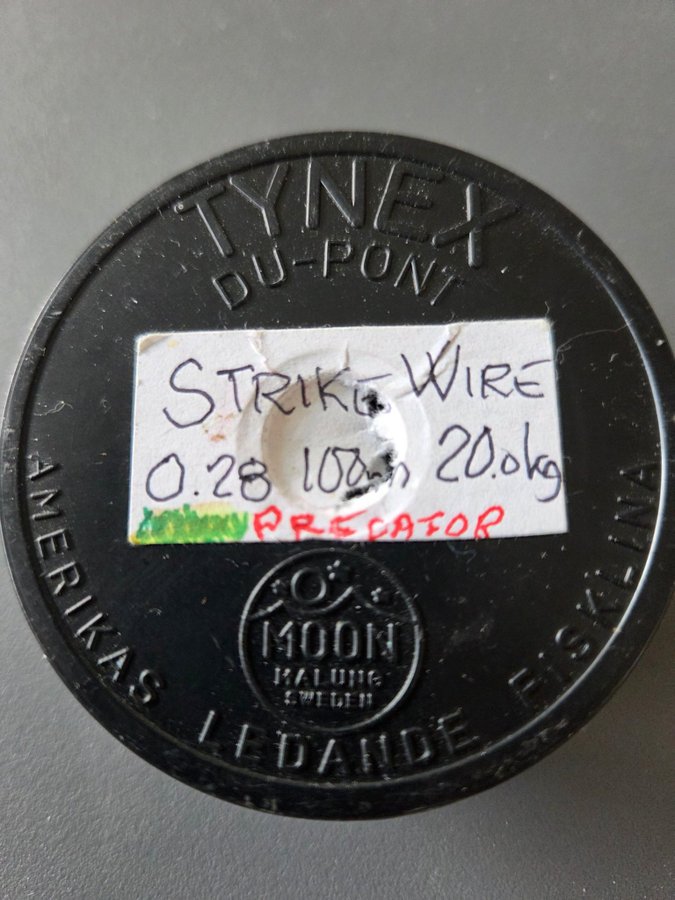 TYNEX
DU-PONT
STRIKE WIRE
0.28 100m 20.0kg
PREDATOR
MOON
MALUNG
SWEDEN
AMERIKAS LEDANDE FISKLINA